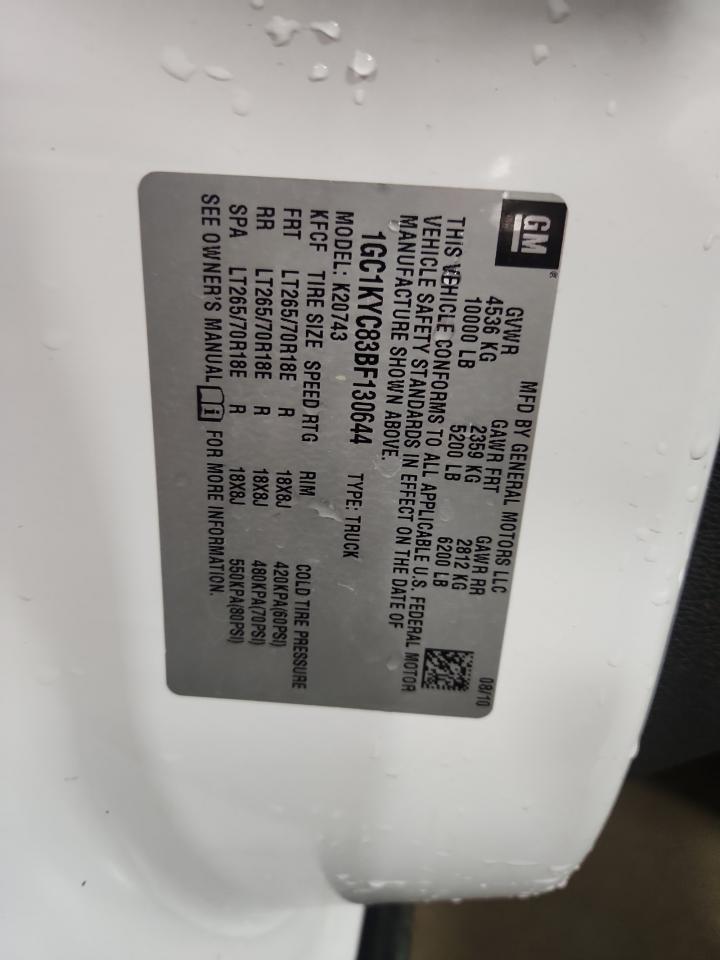 GM
MFD BY GENERAL MOTORS LLC 08/10
GVWR GAWR FRT GAWR RR
4536 KG 2359 KG 2812 KG
10000 LB 5200 LB 6200 LB
THIS VEHICLE CONFORMS TO ALL APPLICABLE U.S. FEDERAL MOTOR
VEHICLE SAFETY STANDARDS IN EFFECT ON THE DATE OF
MANUFACTURE SHOWN ABOVE.
1GC1KYC83BF130644 TYPE: TRUCK
MODEL: K20743
KFCF TIRE SIZE SPEED RTG RIM COLD TIRE PRESSURE
FRT LT265/70R18E R 18X8J 420KPA(60PSI)
RR LT265/70R18E R 18X8J 480KPA(70PSI)
SPA LT265/70R18E R 18X8J 550KPA(80PSI)
SEE OWNER'S MANUAL i FOR MORE INFORMATION.